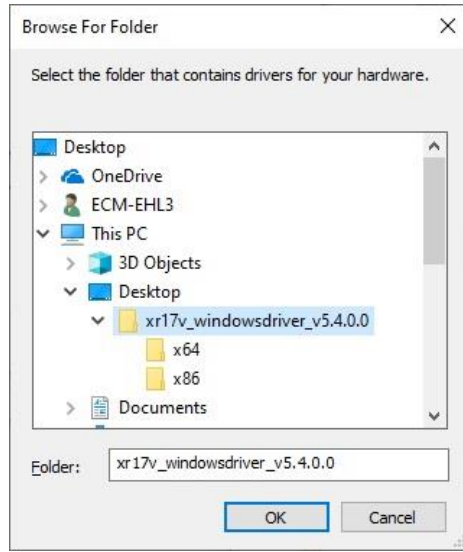 Browse For Folder
Select the folder that contains drivers for your hardware.
Desktop
OneDrive
ECM-EHL3
This PC
3D Objects
Desktop
xr17v_windowsdriver_v5.4.0.0
x64
x86
Documents
Folder: xr17v_windowsdriver_v5.4.0.0
OK Cancel